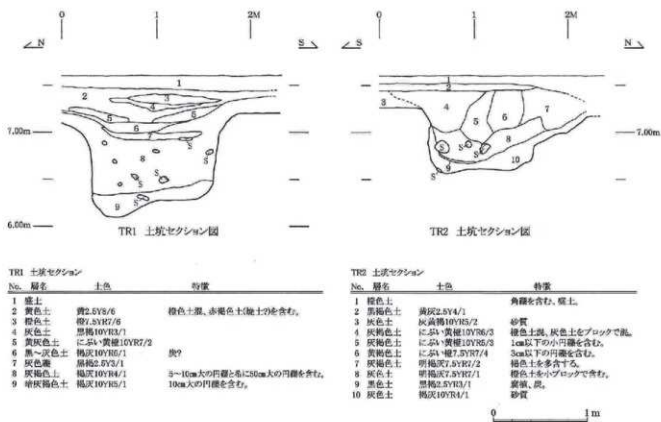 0 1 2M
N S
1
2
3
4
5
6
6
7
8
9
S
S
S
S
S
7.00m
6.00m
TR1 土坑セクション図
0 1 2M
S N
1
2
3
4
5
6
7
8
9
10
S
S
S
S
S
7.00m
TR2 土坑セクション図
TR1 土坑セクション
No. 層名 土色 特徴
1 盛土
2 黄色土 黄2.5Y8/6 橙色土混、赤褐色土(焼土?)を含む。
3 橙色土 橙7.5YR7/6
4 灰色土 黒褐10YR3/1
5 黄灰色土 にぶい黄橙10YR7/2
6 黒~灰色土 褐灰10YR6/1 炭?
7 灰色礫 黒褐2.5Y3/1
8 灰褐色土 褐灰10YR4/1 5~10cm大の円礫と希に50cm大の円礫を含む。
9 暗灰褐色土 褐灰10YR5/1 10cm大の円礫を含む。
TR2 土坑セクション
No. 層名 土色 特徴
1 橙色土 角礫を含む、盛土。
2 黒褐色土 黄灰2.5Y4/1
3 灰色土 灰黄褐10YR5/2 砂質
4 灰褐色土 にぶい黄橙10YR6/3 橙色土混、灰色土をブロックで混。
5 灰褐色土 にぶい黄褐10YR5/3 1cm以下の小円礫を含む。
6 黄褐色土 にぶい橙7.5YR7/4 3cm以下の円礫を含む。
7 灰褐色土 明褐灰7.5YR7/2 褐色土を多含する。
8 灰色土 明褐灰7.5YR7/1 橙色土を小ブロックで含む。
9 黒色土 黒褐2.5YR3/1 腐植、炭。
10 灰色土 褐灰10YR4/1 砂質
0 1 m